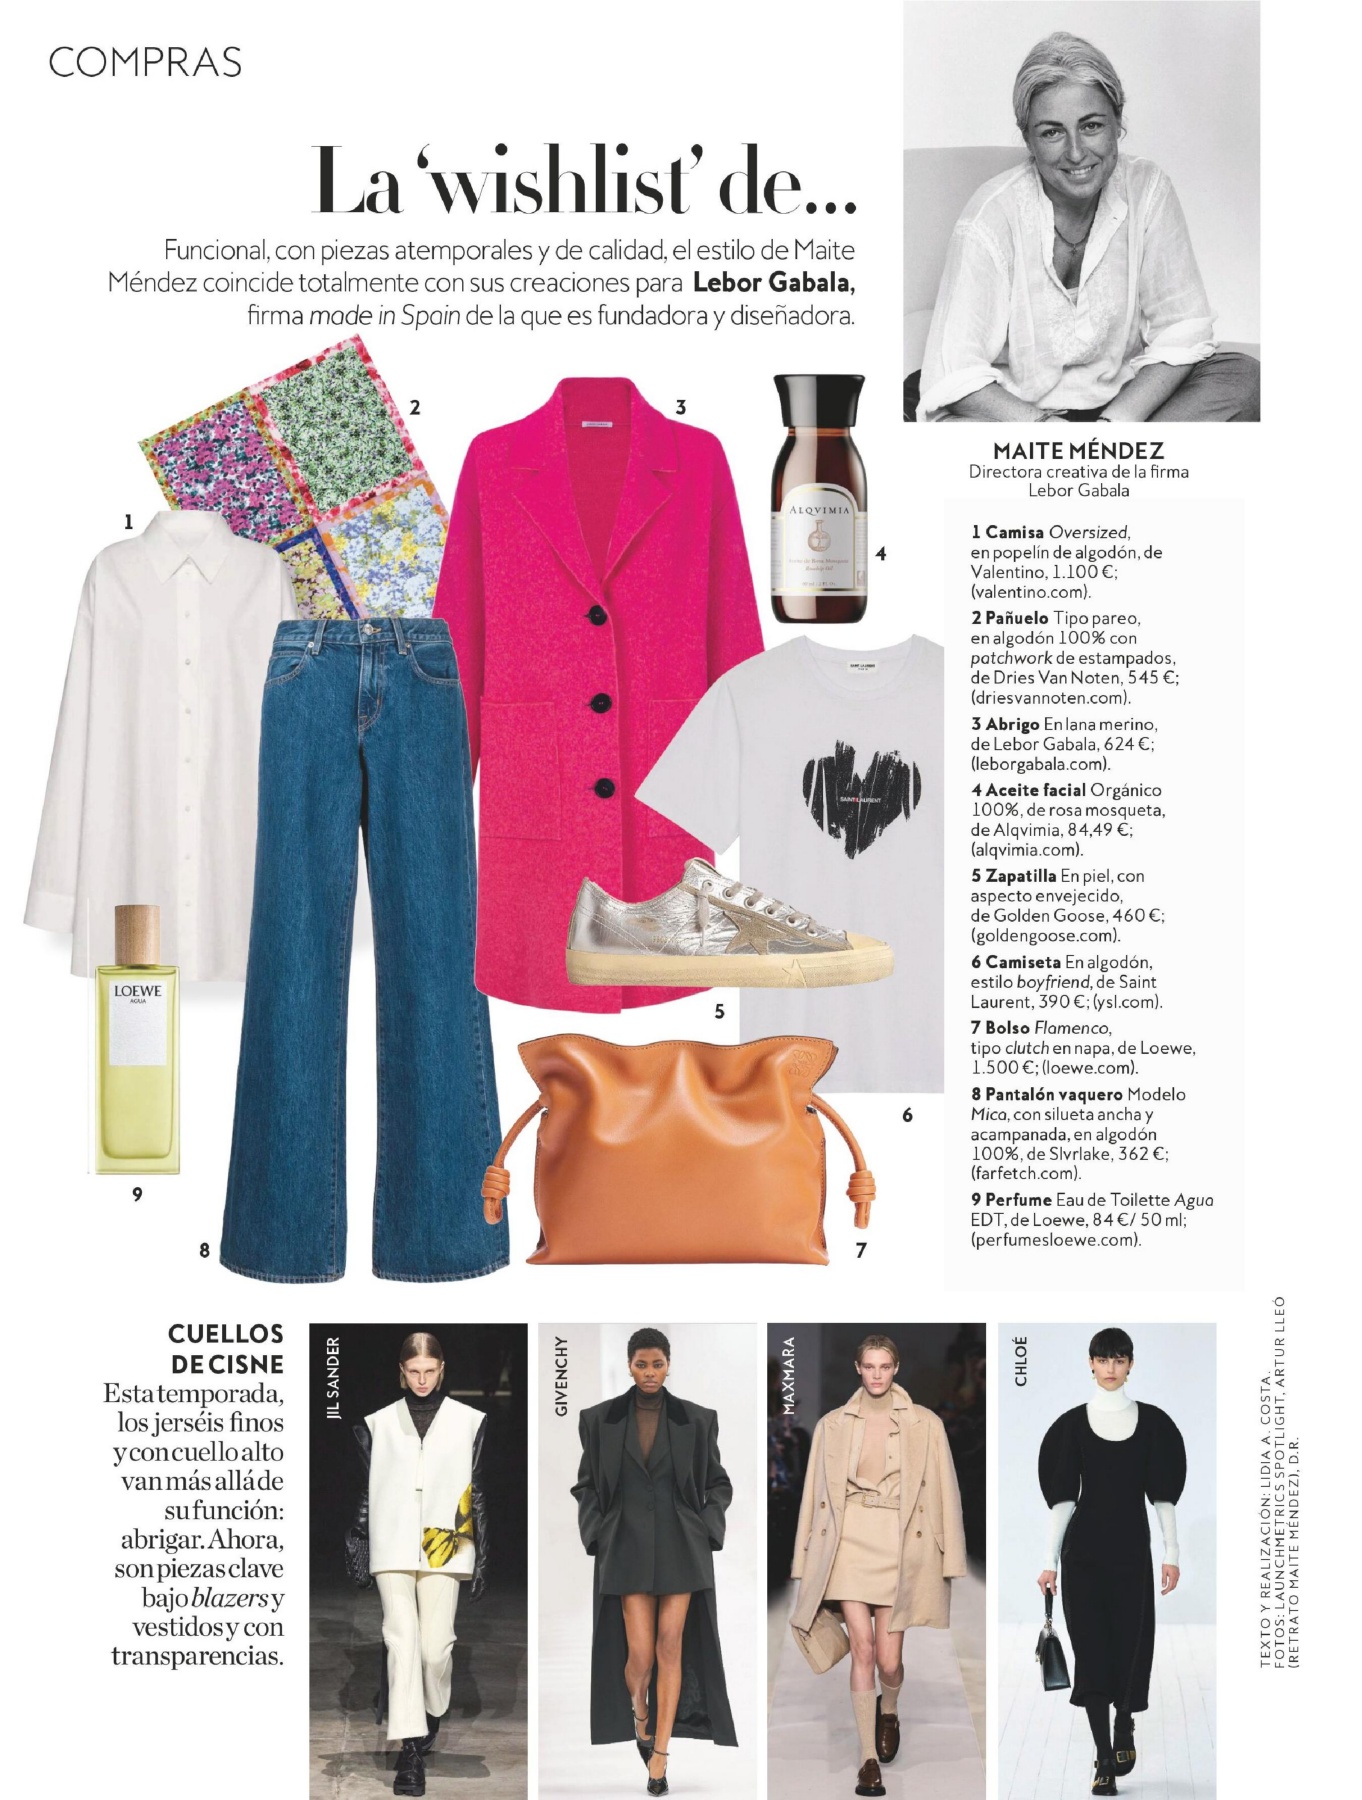 COMPRAS
La ‘wishlist’ de...
Funcional, con piezas atemporales y de calidad, el estilo de Maite
Méndez coincide totalmente con sus creaciones para Lebor Gabala,
firma made in Spain de la que es fundadora y diseñadora.
MAITE MÉNDEZ
Directora creativa de la firma
Lebor Gabala
1
2
3
4
5
6
7
8
9
ALQVIMIA
SAINT LAURENT
SAINT LAURENT
LOEWE
AGUA
1 Camisa Oversized,
en popelín de algodón, de
Valentino, 1.100 €;
(valentino.com).
2 Pañuelo Tipo pareo,
en algodón 100% con
patchwork de estampados,
de Dries Van Noten, 545 €;
(driesvannoten.com).
3 Abrigo En lana merino,
de Lebor Gabala, 624 €;
(leborgabala.com).
4 Aceite facial Orgánico
100%, de rosa mosqueta,
de Alqvimia, 84,49 €;
(alqvimia.com).
5 Zapatilla En piel, con
aspecto envejecido,
de Golden Goose, 460 €;
(goldengoose.com).
6 Camiseta En algodón,
estilo boyfriend, de Saint
Laurent, 390 €; (ysl.com).
7 Bolso Flamenco,
tipo clutch en napa, de Loewe,
1.500 €; (loewe.com).
8 Pantalón vaquero Modelo
Mica, con silueta ancha y
acampanada, en algodón
100%, de Slvrlake, 362 €;
(farfetch.com).
9 Perfume Eau de Toilette Agua
EDT, de Loewe, 84 €/ 50 ml;
(perfumesloewe.com).
CUELLOS
DE CISNE
Esta temporada,
los jerséis finos
y con cuello alto
van más allá de
su función:
abrigar. Ahora,
son piezas clave
bajo blazers y
vestidos y con
transparencias.
JIL SANDER
GIVENCHY
MAXMARA
CHLOÉ
TEXTO Y REALIZACIÓN: LIDIA A. COSTA.
FOTOS: LAUNCHMETRICS SPOTLIGHT, ARTUR LLEÓ
(RETRATO MAITE MÉNDEZ), D.R.